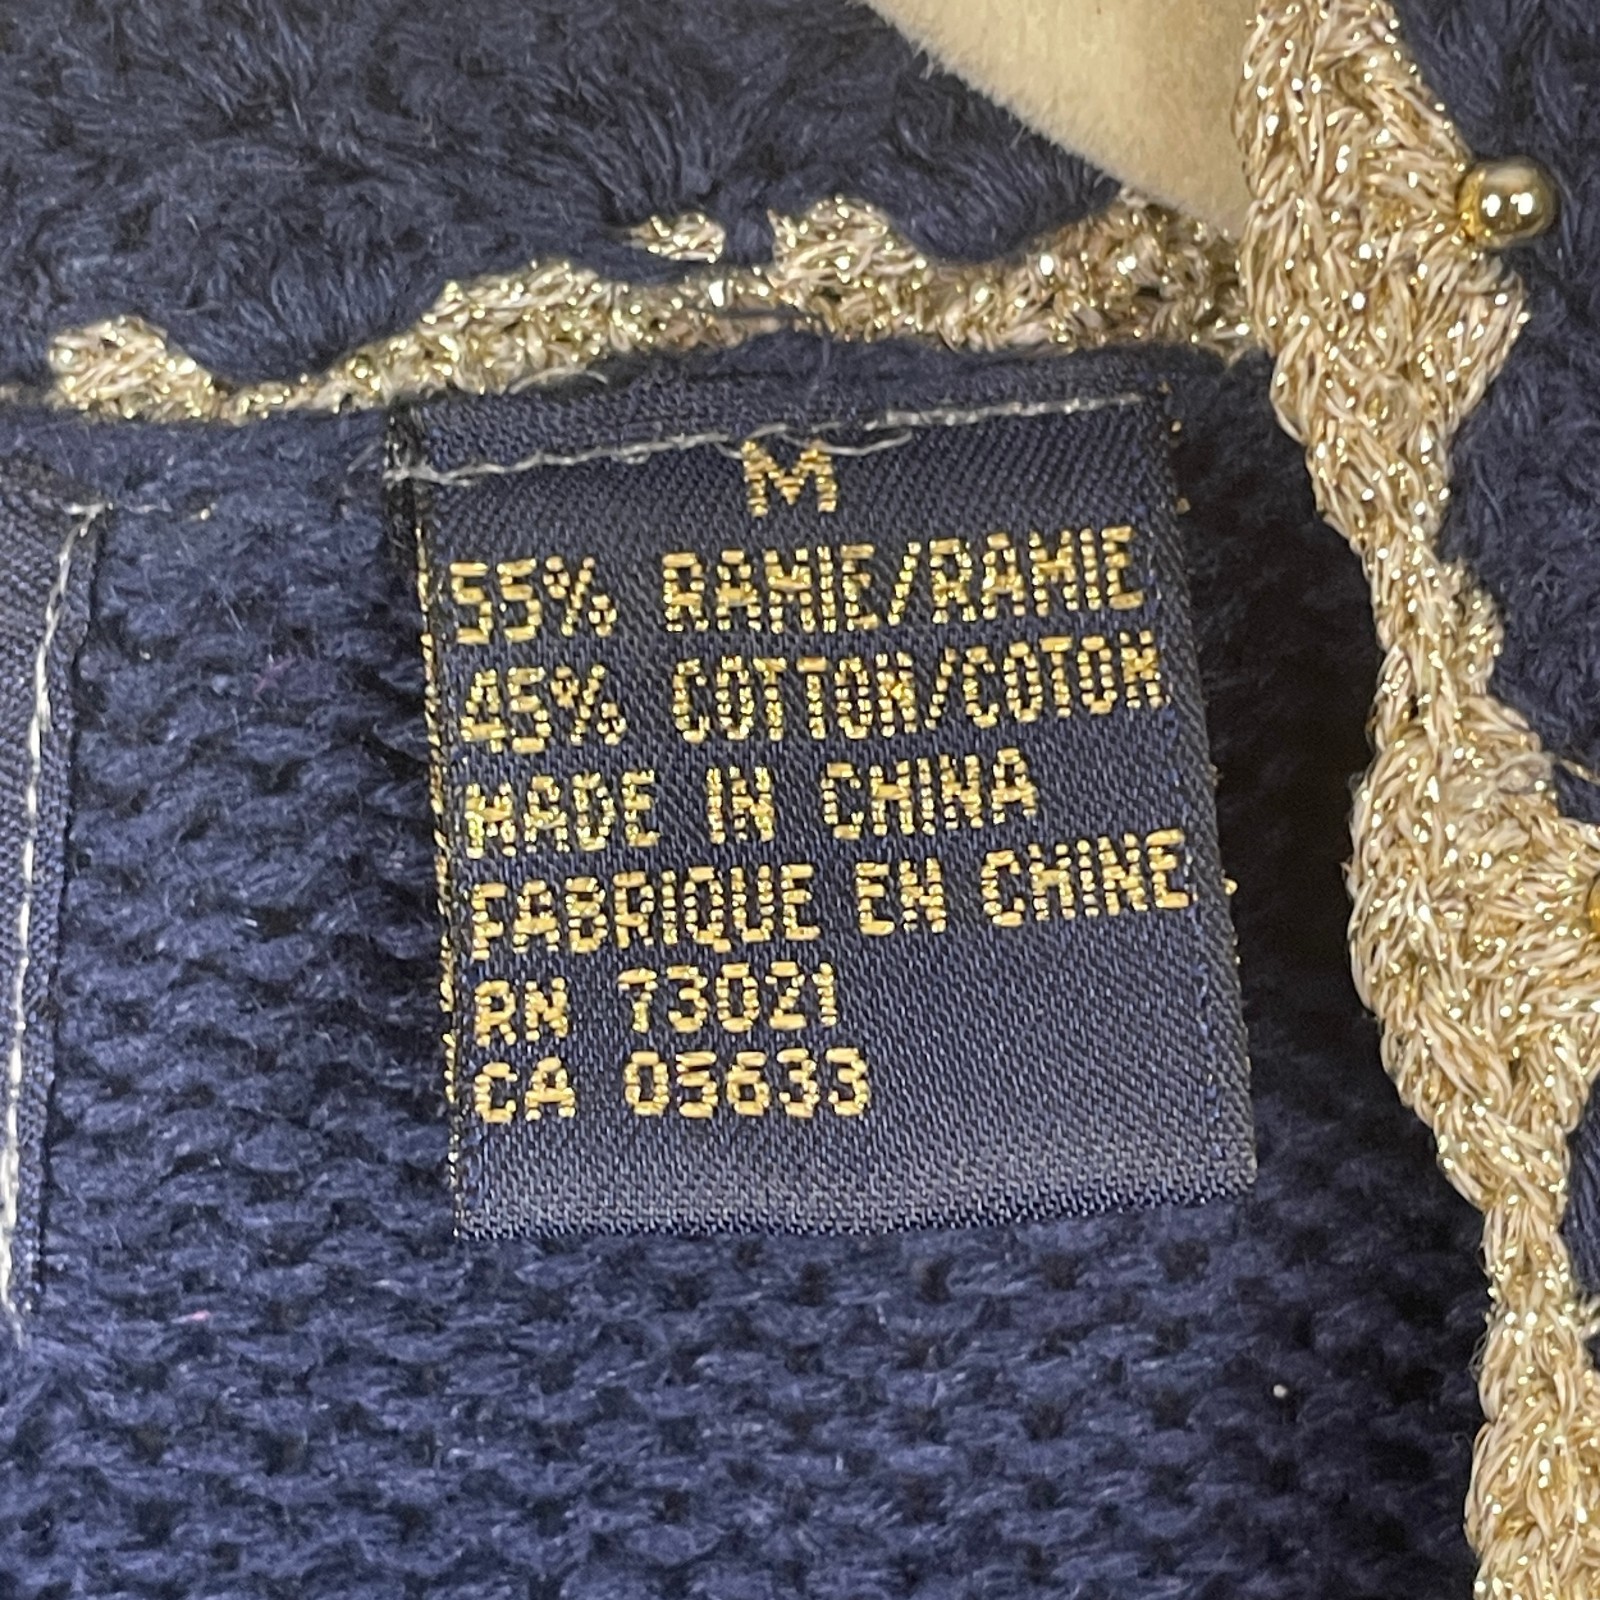 M
55% RAMIE/RAMIE
45% COTTON/COTON
MADE IN CHINA
FABRIQUE EN CHINE
RN 73021
CA 05633